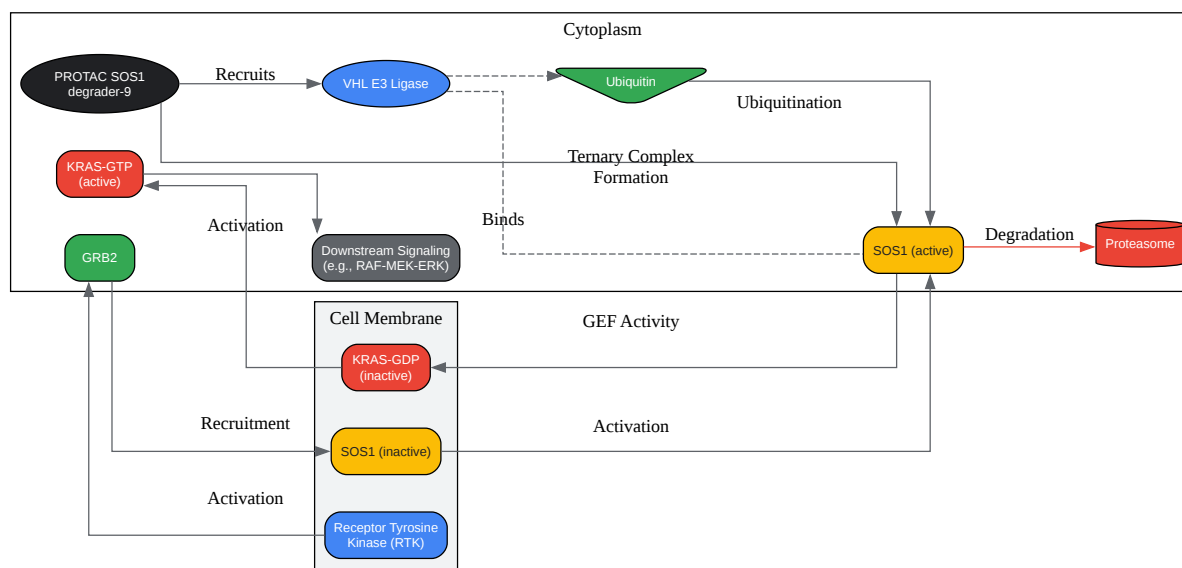 Cytoplasm
PROTAC SOS1
degrader-9
Recruits
VHL E3 Ligase
Ubiquitin
Ubiquitination
KRAS-GTP
(active)
Ternary Complex
Formation
Activation
Binds
GRB2
Downstream Signaling
(e.g., RAF-MEK-ERK)
SOS1 (active)
Degradation
Proteasome
Cell Membrane
GEF Activity
KRAS-GDP
(inactive)
Recruitment
SOS1 (inactive)
Activation
Activation
Receptor Tyrosine
Kinase (RTK)